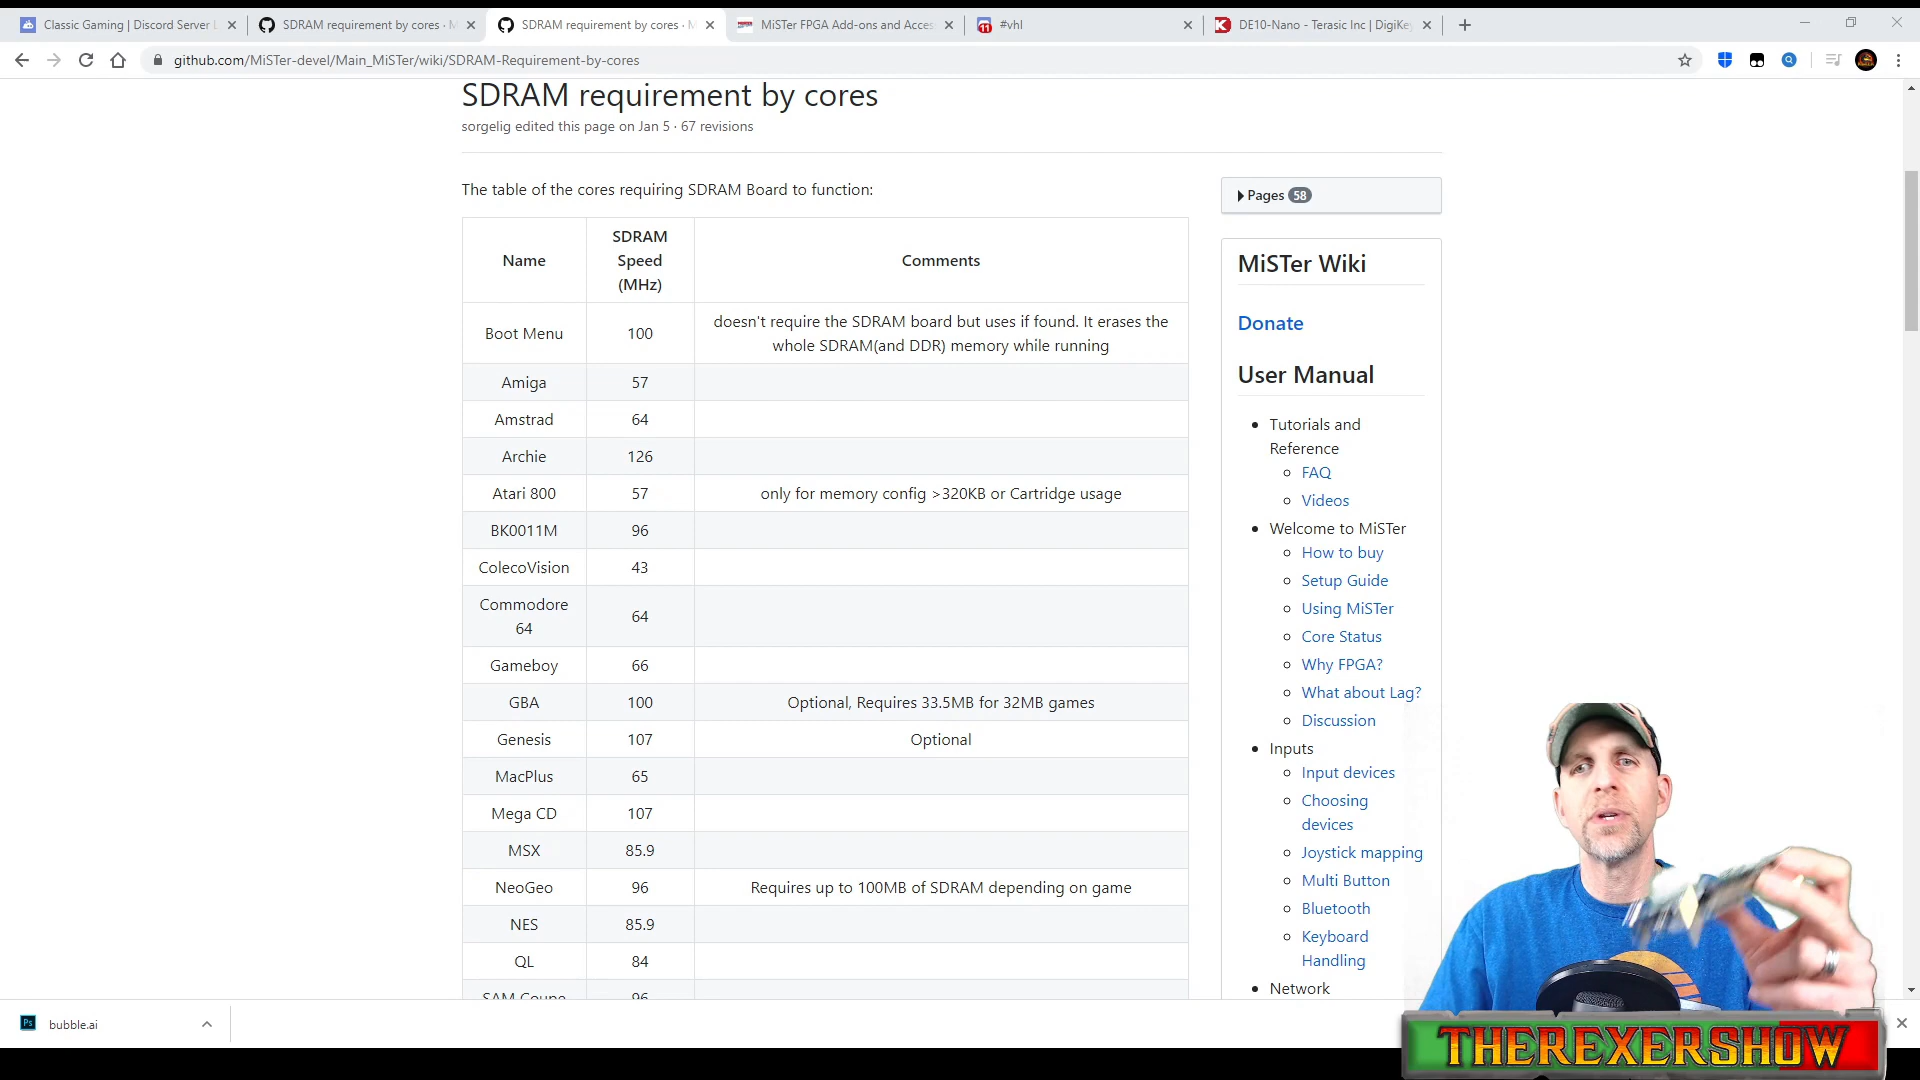 Classic Gaming | Discord Server L
SDRAM requirement by cores · M
SDRAM requirement by cores · M
MiSTer FPGA Add-ons and Access
11
#vhl
DE10-Nano - Terasic Inc | DigiKey
github.com/MiSTer-devel/Main_MiSTer/wiki/SDRAM-Requirement-by-cores
SDRAM requirement by cores
sorgelig edited this page on Jan 5 · 67 revisions
The table of the cores requiring SDRAM Board to function:
Name
SDRAM
Speed
(MHz)
Comments
Boot Menu
100
doesn't require the SDRAM board but uses if found. It erases the
whole SDRAM(and DDR) memory while running
Amiga
57
Amstrad
64
Archie
126
Atari 800
57
only for memory config >320KB or Cartridge usage
BK0011M
96
ColecoVision
43
Commodore
64
64
Gameboy
66
GBA
100
Optional, Requires 33.5MB for 32MB games
Genesis
107
Optional
MacPlus
65
Mega CD
107
MSX
85.9
NeoGeo
96
Requires up to 100MB of SDRAM depending on game
NES
85.9
QL
84
SAM Coupe
96
Pages 58
MiSTer Wiki
Donate
User Manual
Tutorials and
Reference
FAQ
Videos
Welcome to MiSTer
How to buy
Setup Guide
Using MiSTer
Core Status
Why FPGA?
What about Lag?
Discussion
Inputs
Input devices
Choosing
devices
Joystick mapping
Multi Button
Bluetooth
Keyboard
Handling
Network
Ps
bubble.ai
THEREXERSHOW